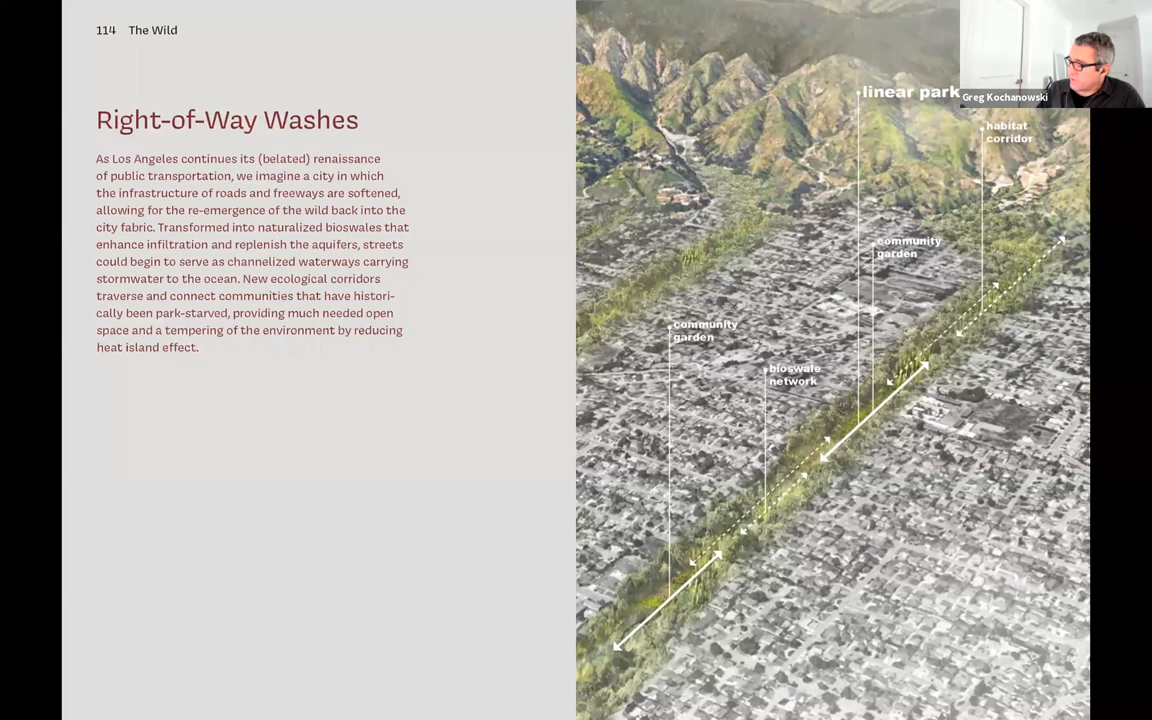 114 The Wild
Right-of-Way Washes
As Los Angeles continues its (belated) renaissance
of public transportation, we imagine a city in which
the infrastructure of roads and freeways are softened,
allowing for the re-emergence of the wild back into the
city fabric. Transformed into naturalized bioswales that
enhance infiltration and replenish the aquifers, streets
could begin to serve as channelized waterways carrying
stormwater to the ocean. New ecological corridors
traverse and connect communities that have histori-
cally been park-starved, providing much needed open
space and a tempering of the environment by reducing
heat island effect.
linear park
Greg Kochanowski
habitat
corridor
community
garden
community
garden
bioswale
network